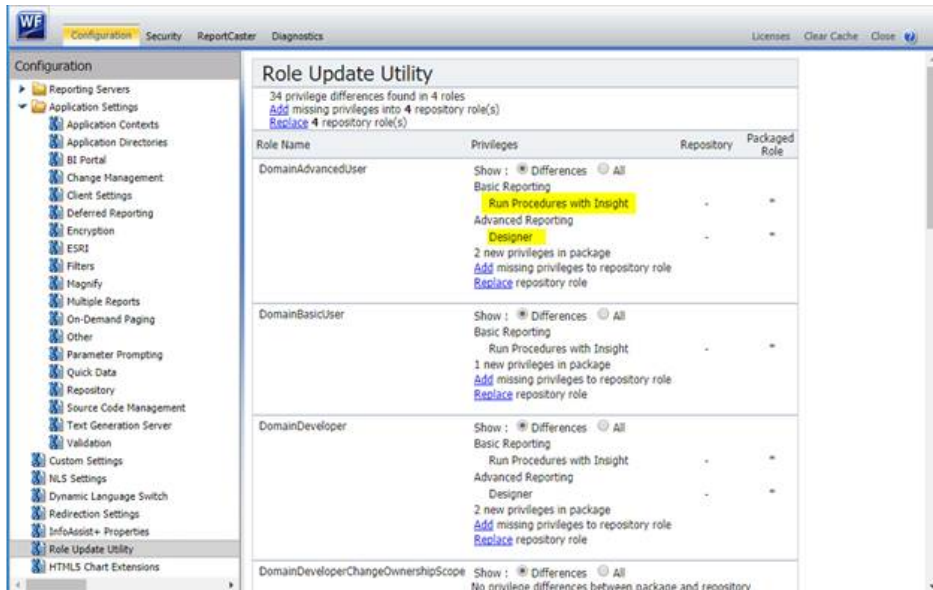 WF
Configuration Security ReportCaster Diagnostics Licenses Clear Cache Close ?
Configuration
Reporting Servers
Application Settings
Application Contexts
Application Directories
BI Portal
Change Management
Client Settings
Deferred Reporting
Encryption
ESRI
Filters
Magnify
Multiple Reports
On-Demand Paging
Other
Parameter Prompting
Quick Data
Repository
Source Code Management
Text Generation Server
Validation
Custom Settings
NLS Settings
Dynamic Language Switch
Redirection Settings
InfoAssist+ Properties
Role Update Utility
HTML5 Chart Extensions
Role Update Utility
34 privilege differences found in 4 roles
Add missing privileges into 4 repository role(s)
Replace 4 repository role(s)
Role Name Privileges Repository Packaged Role
DomainAdvancedUser Show : Differences All
Basic Reporting
Run Procedures with Insight - *
Advanced Reporting
Designer - *
2 new privileges in package
Add missing privileges to repository role
Replace repository role
DomainBasicUser Show : Differences All
Basic Reporting
Run Procedures with Insight - *
1 new privileges in package
Add missing privileges to repository role
Replace repository role
DomainDeveloper Show : Differences All
Basic Reporting
Run Procedures with Insight - *
Advanced Reporting
Designer - *
2 new privileges in package
Add missing privileges to repository role
Replace repository role
DomainDeveloperChangeOwnershipScope Show : Differences All
No privilege differences between package and repository